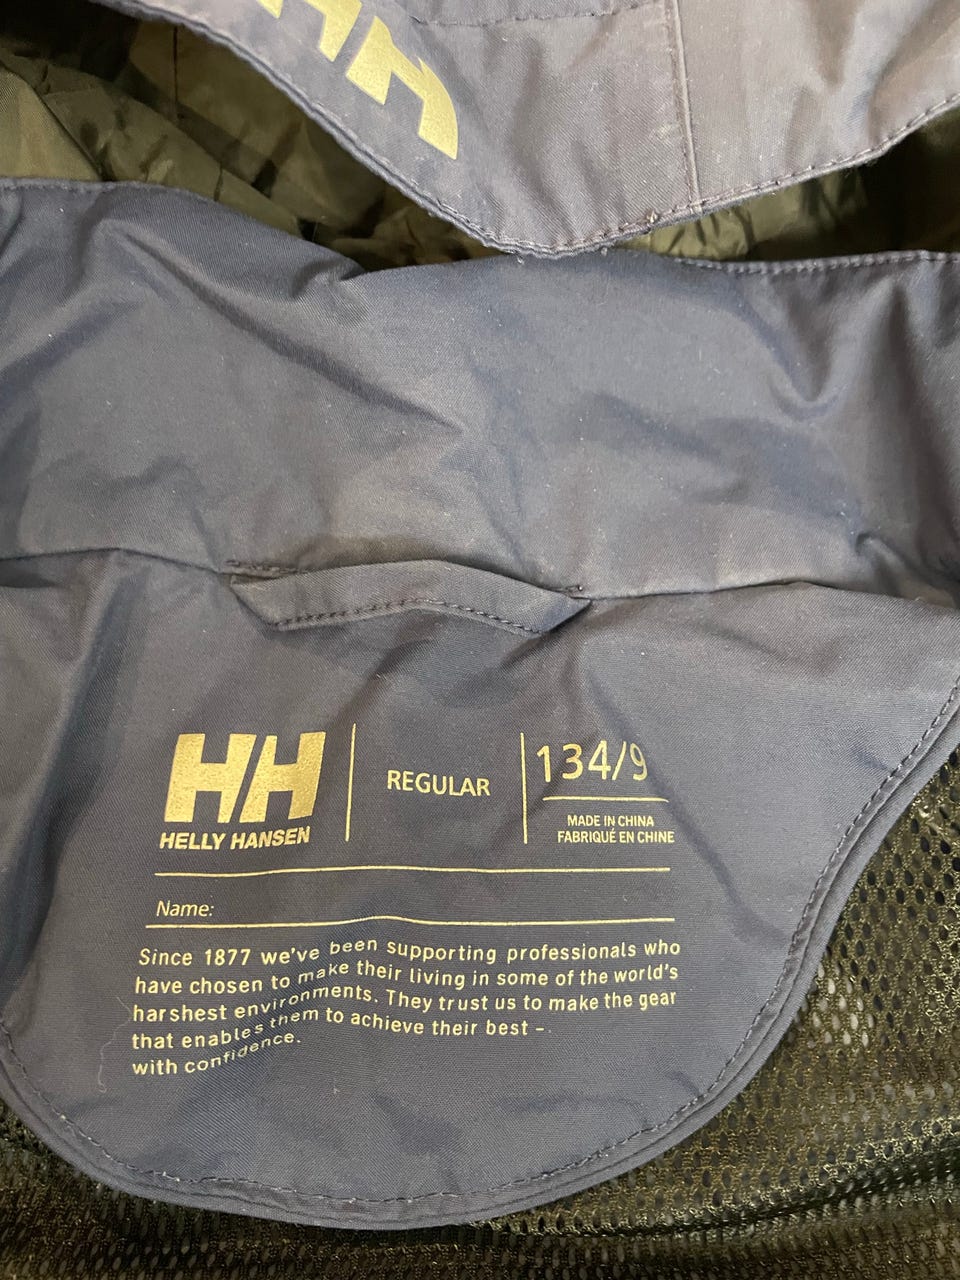 HH
HELLY HANSEN
REGULAR
134/9
MADE IN CHINA
FABRIQUÉ EN CHINE
Name:
Since 1877 we've been supporting professionals who
have chosen to make their living in some of the world's
harshest environments. They trust us to make the gear
that enables them to achieve their best –
with confidence.